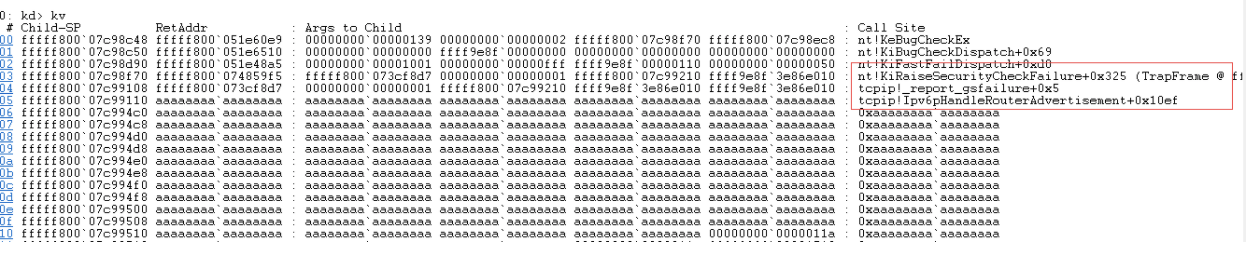 0: kd> kv
# Child-SP RetAddr : Args to Child : Call Site
00 fffff800`07c98c48 fffff800`051e60e9 : 00000000`00000139 00000000`00000002 fffff800`07c98f70 fffff800`07c98ec8 : nt!KeBugCheckEx
01 fffff800`07c98c50 fffff800`051e6510 : 00000000`00000000 ffff9e8f`00000000 00000000`00000000 00000000`00000000 : nt!KiBugCheckDispatch+0x69
02 fffff800`07c98d90 fffff800`051e48a5 : 00000000`00001001 00000000`00000fff ffff9e8f`00000110 00000000`00000050 : nt!KiFastFailDispatch+0xd0
03 fffff800`07c98f70 fffff800`074859f5 : fffff800`073cf8d7 00000000`00000001 fffff800`07c99210 ffff9e8f`3e86e010 : nt!KiRaiseSecurityCheckFailure+0x325 (TrapFrame @
04 fffff800`07c99108 fffff800`073cf8d7 : 00000000`00000001 fffff800`07c99210 ffff9e8f`3e86e010 ffff9e8f`3e86e010 : tcpip!_report_gsfailure+0x5
05 fffff800`07c99110 aaaaaaaa`aaaaaaaa : aaaaaaaa`aaaaaaaa aaaaaaaa`aaaaaaaa aaaaaaaa`aaaaaaaa aaaaaaaa`aaaaaaaa : tcpip!Ipv6pHandleRouterAdvertisement+0x10ef
06 fffff800`07c994c0 aaaaaaaa`aaaaaaaa : aaaaaaaa`aaaaaaaa aaaaaaaa`aaaaaaaa aaaaaaaa`aaaaaaaa aaaaaaaa`aaaaaaaa : 0xaaaaaaaa`aaaaaaaa
07 fffff800`07c994c8 aaaaaaaa`aaaaaaaa : aaaaaaaa`aaaaaaaa aaaaaaaa`aaaaaaaa aaaaaaaa`aaaaaaaa aaaaaaaa`aaaaaaaa : 0xaaaaaaaa`aaaaaaaa
08 fffff800`07c994d0 aaaaaaaa`aaaaaaaa : aaaaaaaa`aaaaaaaa aaaaaaaa`aaaaaaaa aaaaaaaa`aaaaaaaa aaaaaaaa`aaaaaaaa : 0xaaaaaaaa`aaaaaaaa
09 fffff800`07c994d8 aaaaaaaa`aaaaaaaa : aaaaaaaa`aaaaaaaa aaaaaaaa`aaaaaaaa aaaaaaaa`aaaaaaaa aaaaaaaa`aaaaaaaa : 0xaaaaaaaa`aaaaaaaa
0a fffff800`07c994e0 aaaaaaaa`aaaaaaaa : aaaaaaaa`aaaaaaaa aaaaaaaa`aaaaaaaa aaaaaaaa`aaaaaaaa aaaaaaaa`aaaaaaaa : 0xaaaaaaaa`aaaaaaaa
0b fffff800`07c994e8 aaaaaaaa`aaaaaaaa : aaaaaaaa`aaaaaaaa aaaaaaaa`aaaaaaaa aaaaaaaa`aaaaaaaa aaaaaaaa`aaaaaaaa : 0xaaaaaaaa`aaaaaaaa
0c fffff800`07c994f0 aaaaaaaa`aaaaaaaa : aaaaaaaa`aaaaaaaa aaaaaaaa`aaaaaaaa aaaaaaaa`aaaaaaaa aaaaaaaa`aaaaaaaa : 0xaaaaaaaa`aaaaaaaa
0d fffff800`07c994f8 aaaaaaaa`aaaaaaaa : aaaaaaaa`aaaaaaaa aaaaaaaa`aaaaaaaa aaaaaaaa`aaaaaaaa aaaaaaaa`aaaaaaaa : 0xaaaaaaaa`aaaaaaaa
0e fffff800`07c99500 aaaaaaaa`aaaaaaaa : aaaaaaaa`aaaaaaaa aaaaaaaa`aaaaaaaa aaaaaaaa`aaaaaaaa aaaaaaaa`aaaaaaaa : 0xaaaaaaaa`aaaaaaaa
0f fffff800`07c99508 aaaaaaaa`aaaaaaaa : aaaaaaaa`aaaaaaaa aaaaaaaa`aaaaaaaa aaaaaaaa`aaaaaaaa aaaaaaaa`aaaaaaaa : 0xaaaaaaaa`aaaaaaaa
10 fffff800`07c99510 aaaaaaaa`aaaaaaaa : aaaaaaaa`aaaaaaaa aaaaaaaa`aaaaaaaa aaaaaaaa`aaaaaaaa 00000000`0000011a : 0xaaaaaaaa`aaaaaaaa